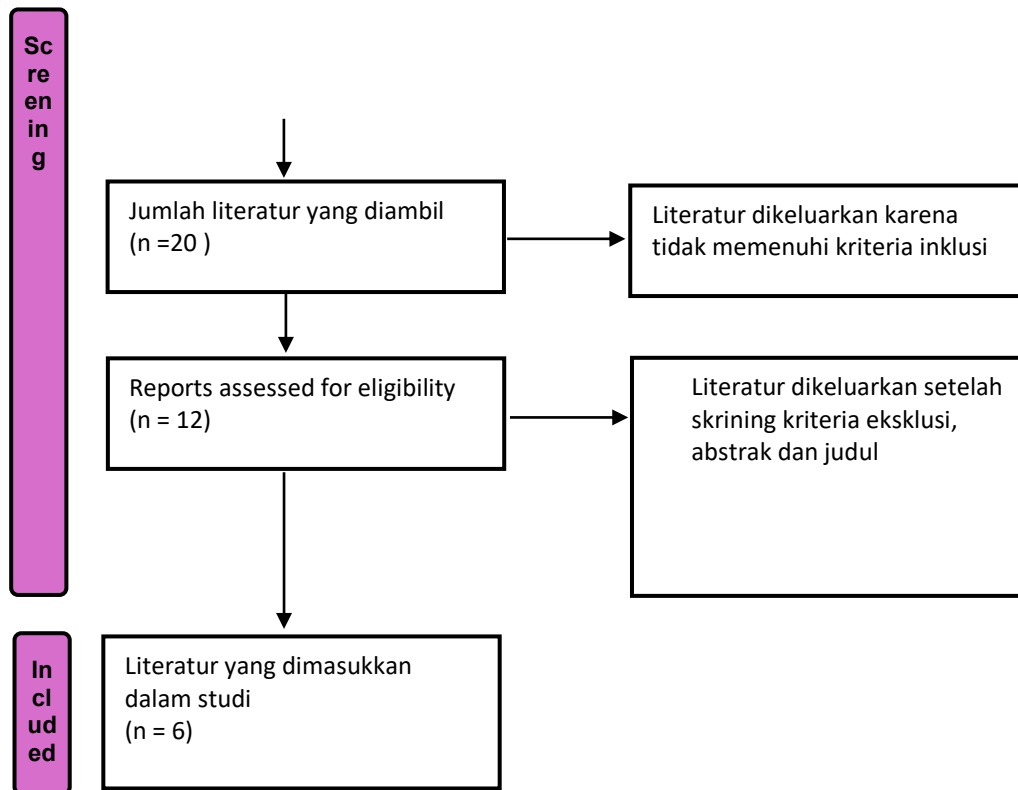 Sc
re
en
in
g
Jumlah literatur yang diambil
(n =20 )
Literatur dikeluarkan karena
tidak memenuhi kriteria inklusi
Reports assessed for eligibility
(n = 12)
Literatur dikeluarkan setelah
skrining kriteria eksklusi,
abstrak dan judul
In
cl
ud
ed
Literatur yang dimasukkan
dalam studi
(n = 6)